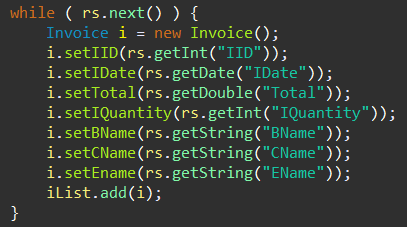 while ( rs.next() ) {
Invoice i = new Invoice();
i.setIID(rs.getInt("IID"));
i.setIDate(rs.getDate("IDate"));
i.setTotal(rs.getDouble("Total"));
i.setIQuantity(rs.getInt("IQuantity"));
i.setBName(rs.getString("BName"));
i.setCName(rs.getString("CName"));
i.setEname(rs.getString("EName"));
iList.add(i);
}